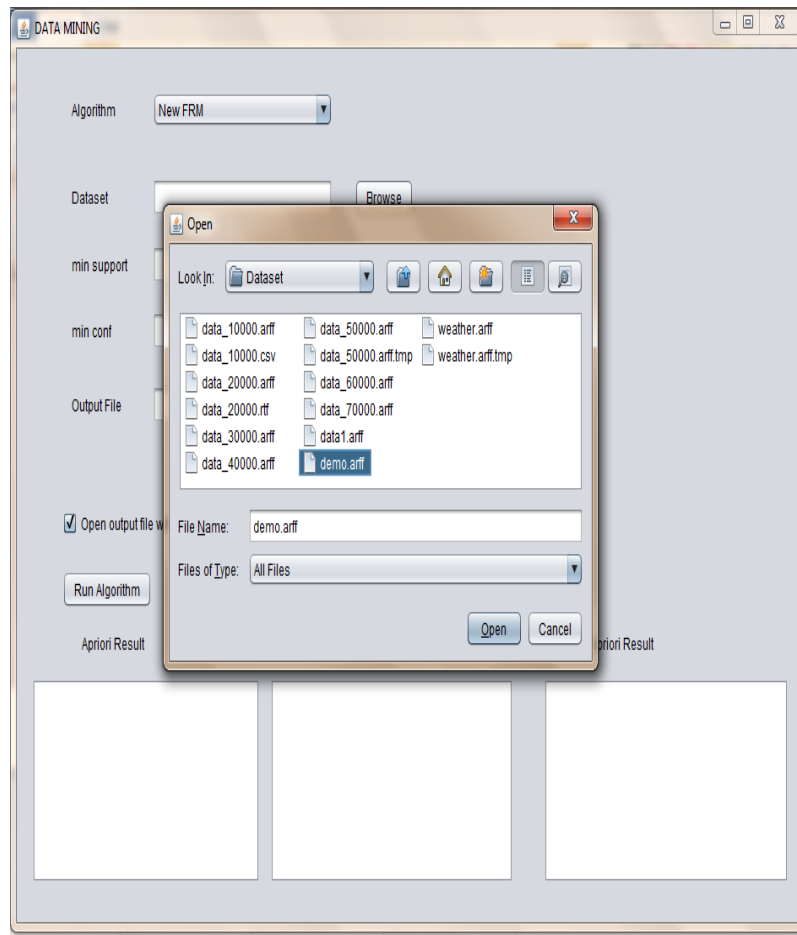 DATA MINING
Algorithm New FRM
Dataset Browse
Open
min support
Look In: Dataset
data_10000.arff data_50000.arff weather.arff
data_10000.csv data_50000.arff.tmp weather.arff.tmp
min conf
data_20000.arff data_60000.arff
data_20000.rtf data_70000.arff
Output File
data_30000.arff data1.arff
data_40000.arff demo.arff
Open output file w
File Name: demo.arff
Files of Type: All Files
Run Algorithm
Open Cancel
Apriori Result priori Result